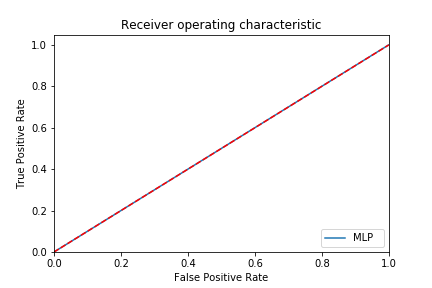 Receiver operating characteristic
True Positive Rate
1.0
0.8
0.6
0.4
0.2
0.0
MLP
0.0 0.2 0.4 0.6 0.8 1.0
False Positive Rate